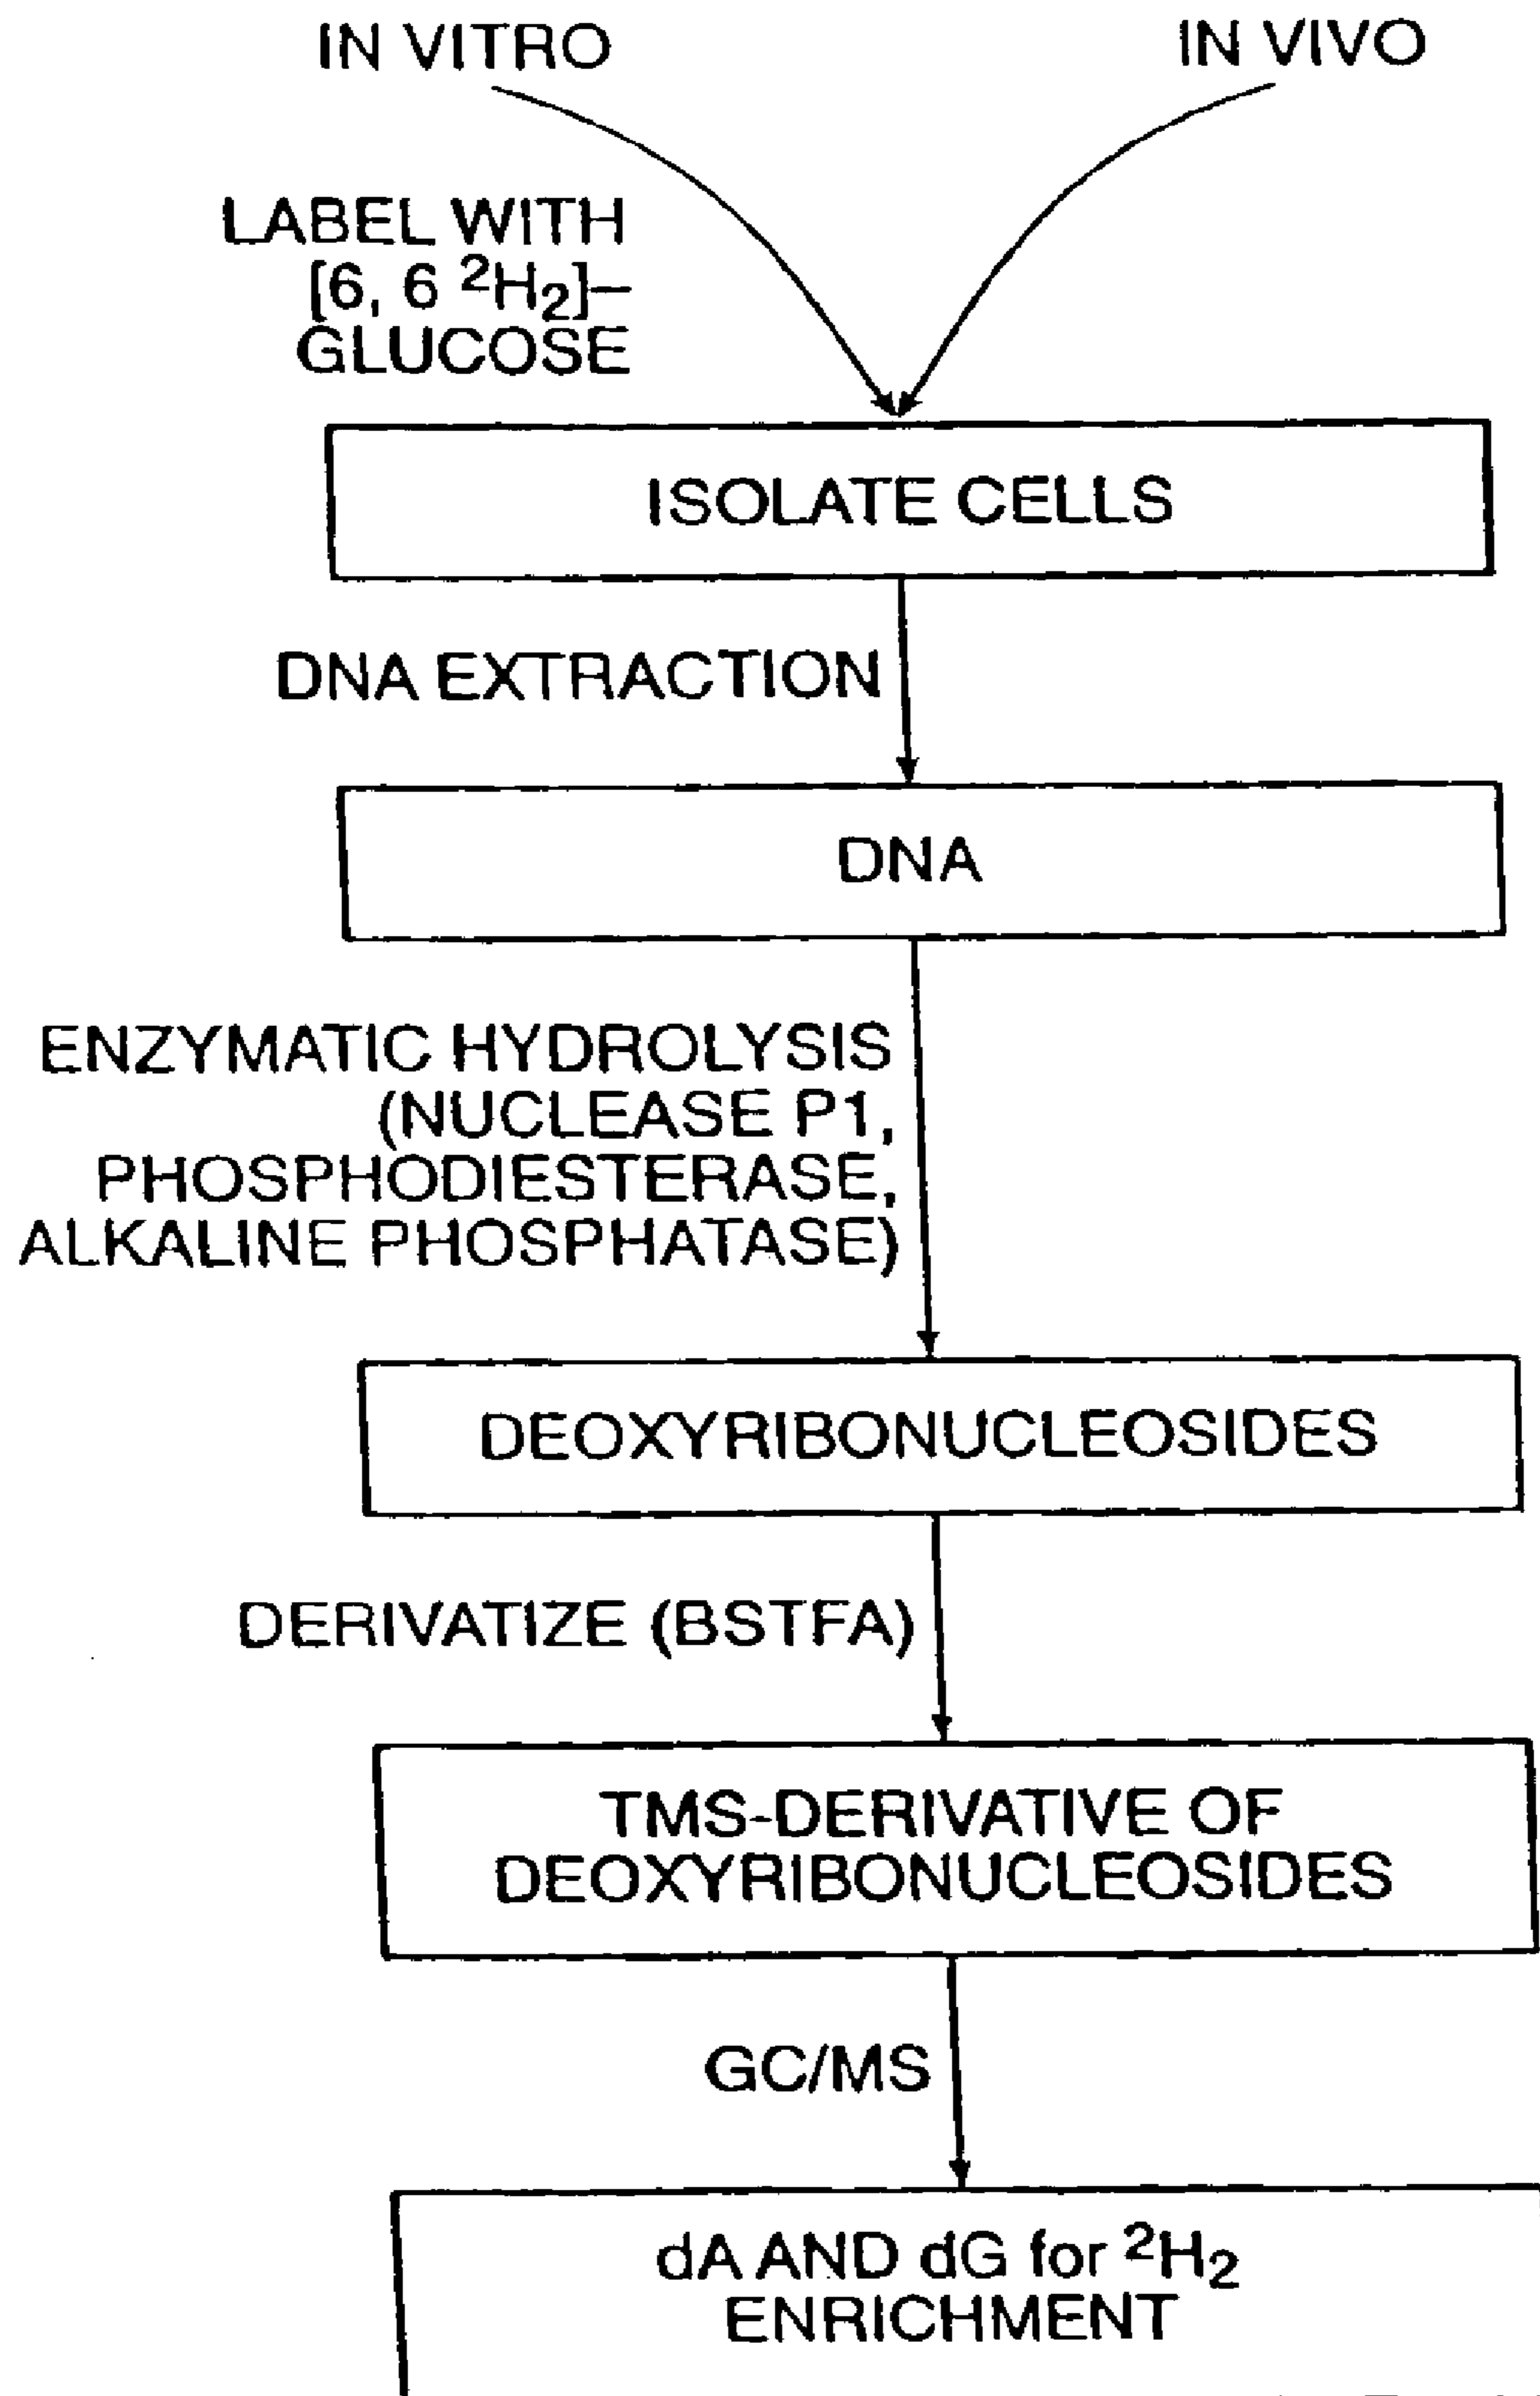 IN VITRO
IN VIVO
LABEL WITH
[6, 6 ²H₂]–
GLUCOSE
ISOLATE CELLS
DNA EXTRACTION
DNA
ENZYMATIC HYDROLYSIS
(NUCLEASE P1,
PHOSPHODIESTERASE,
ALKALINE PHOSPHATASE)
DEOXYRIBONUCLEOSIDES
DERIVATIZE (BSTFA)
TMS-DERIVATIVE OF
DEOXYRIBONUCLEOSIDES
GC/MS
dA AND dG for ²H₂
ENRICHMENT